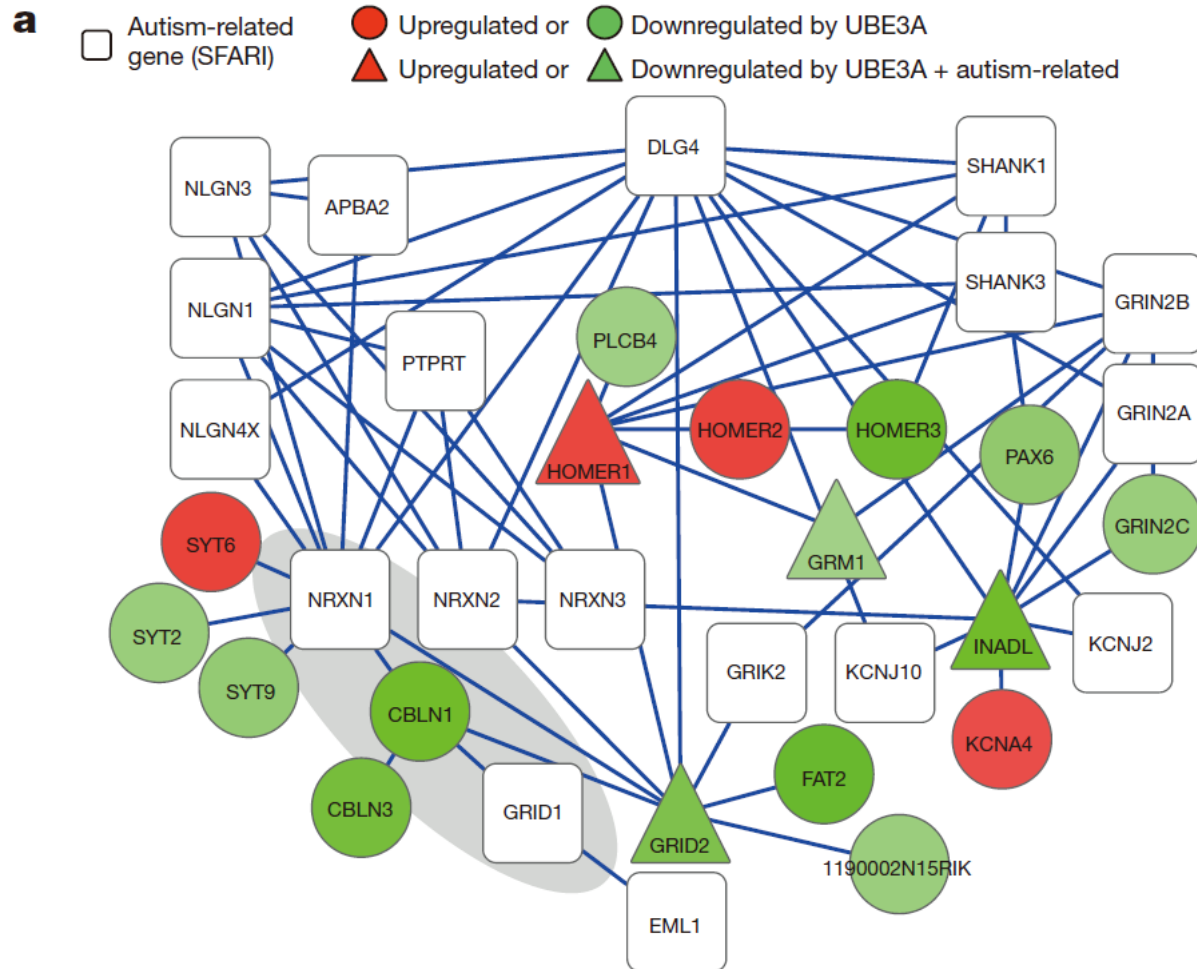 a
Autism-related
gene (SFARI)
Upregulated or
Downregulated by UBE3A
Upregulated or
Downregulated by UBE3A + autism-related
DLG4
NLGN3
APBA2
SHANK1
NLGN1
SHANK3
GRIN2B
PLCB4
PTPRT
NLGN4X
HOMER1
HOMER2
HOMER3
PAX6
GRIN2A
SYT6
GRM1
GRIN2C
NRXN1
NRXN2
NRXN3
SYT2
SYT9
GRIK2
KCNJ10
INADL
KCNJ2
CBLN1
KCNA4
CBLN3
GRID1
GRID2
FAT2
1190002N15RIK
EML1